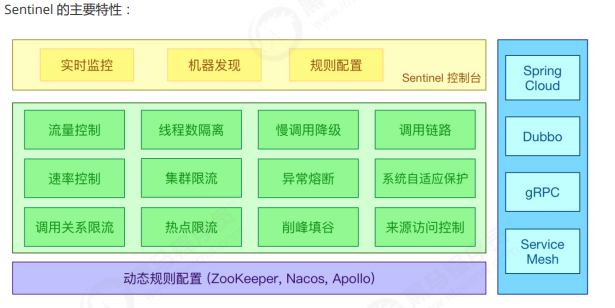 Sentinel 的主要特性：
实时监控
机器发现
规则配置
Sentinel 控制台
流量控制
线程数隔离
慢调用降级
调用链路
速率控制
集群限流
异常熔断
系统自适应保护
调用关系限流
热点限流
削峰填谷
来源访问控制
动态规则配置 (ZooKeeper, Nacos, Apollo)
Spring
Cloud
Dubbo
gRPC
Service
Mesh